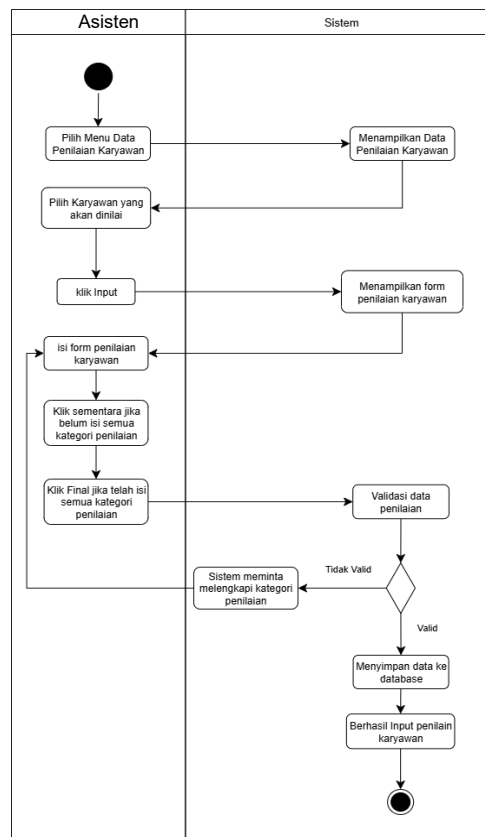 Asisten
Sistem
Pilih Menu Data
Penilaian Karyawan
Menampilkan Data
Penilaian Karyawan
Pilih Karyawan yang
akan dinilai
klik Input
Menampilkan form
penilaian karyawan
isi form penilaian
karyawan
Klik sementara jika
belum isi semua
kategori penilaian
Klik Final jika telah isi
semua kategori
penilaian
Validasi data
penilaian
Tidak Valid
Sistem meminta
melengkapi kategori
penilaian
Valid
Menyimpan data ke
database
Berhasil Input penilain
karyawan